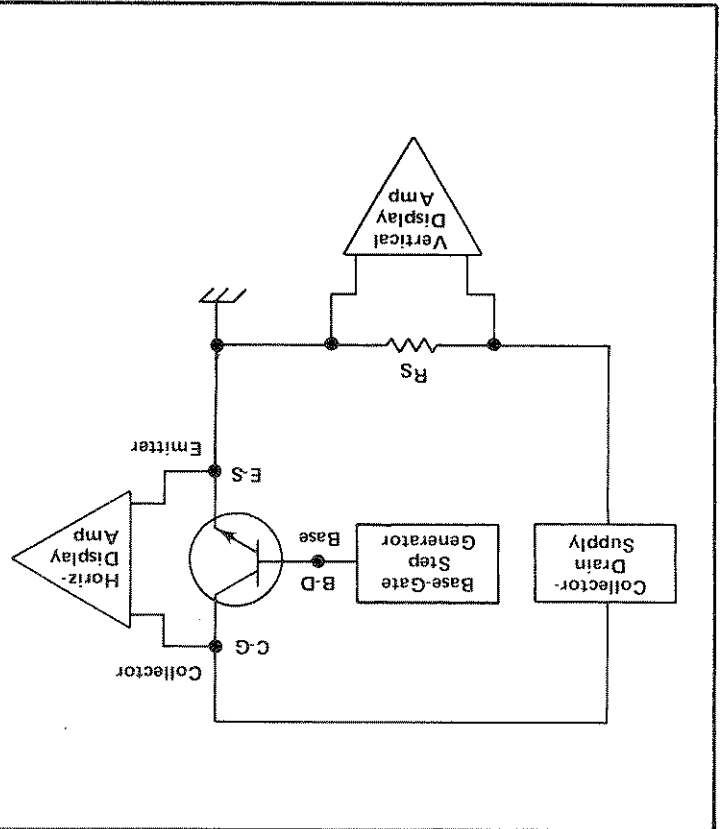 Vertical
Display
Amp
RS
Emitter
E-S
Horiz-
Display
Amp
Base
B-D
Base-Gate
Step
Generator
Collector-
Drain
Supply
C-G
Collector